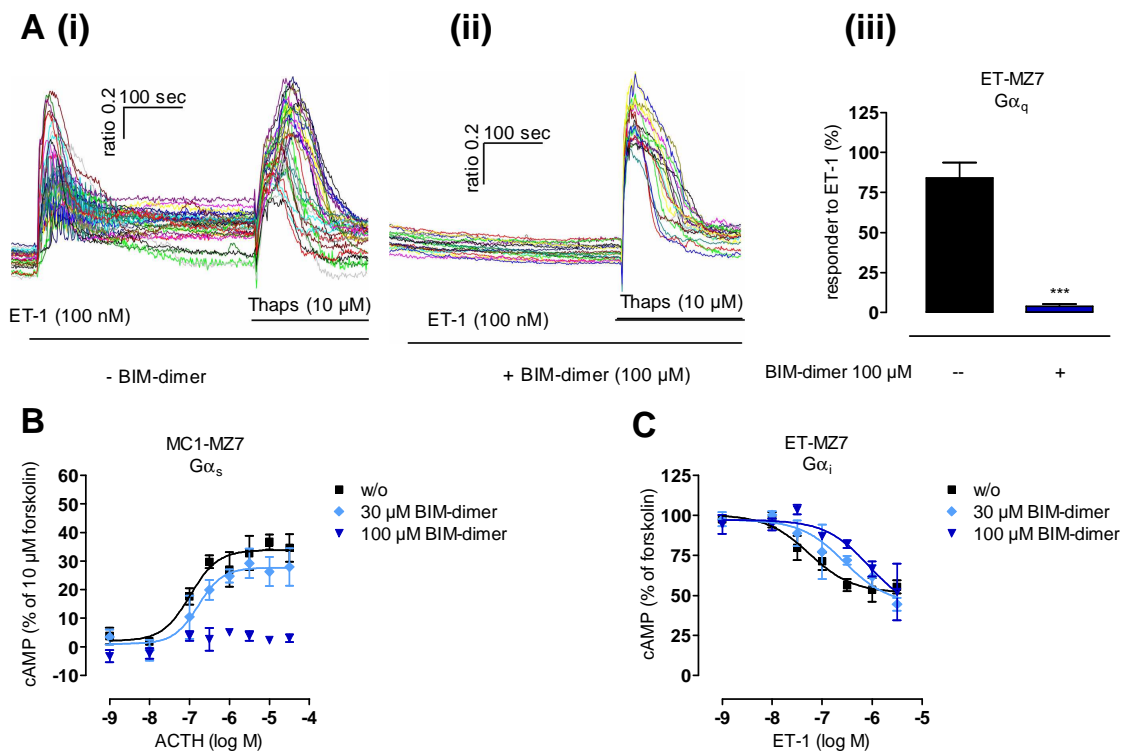 A (i)
(ii)
(iii)
100 sec
ratio 0.2
Thaps (10 µM)
ET-1 (100 nM)
- BIM-dimer
100 sec
ratio 0.2
Thaps (10 µM)
ET-1 (100 nM)
+ BIM-dimer (100 µM)
ET-MZ7
Gαq
responder to ET-1 (%)
125
100
75
50
25
0
***
BIM-dimer 100 µM -- +
B
MC1-MZ7
Gαs
cAMP (% of 10 µM forskolin)
60
50
40
30
20
10
0
-10
-9 -8 -7 -6 -5 -4
ACTH (log M)
w/o
30 µM BIM-dimer
100 µM BIM-dimer
C
ET-MZ7
Gαi
cAMP (% of forskolin)
125
100
75
50
25
0
-9 -8 -7 -6 -5
ET-1 (log M)
w/o
30 µM BIM-dimer
100 µM BIM-dimer